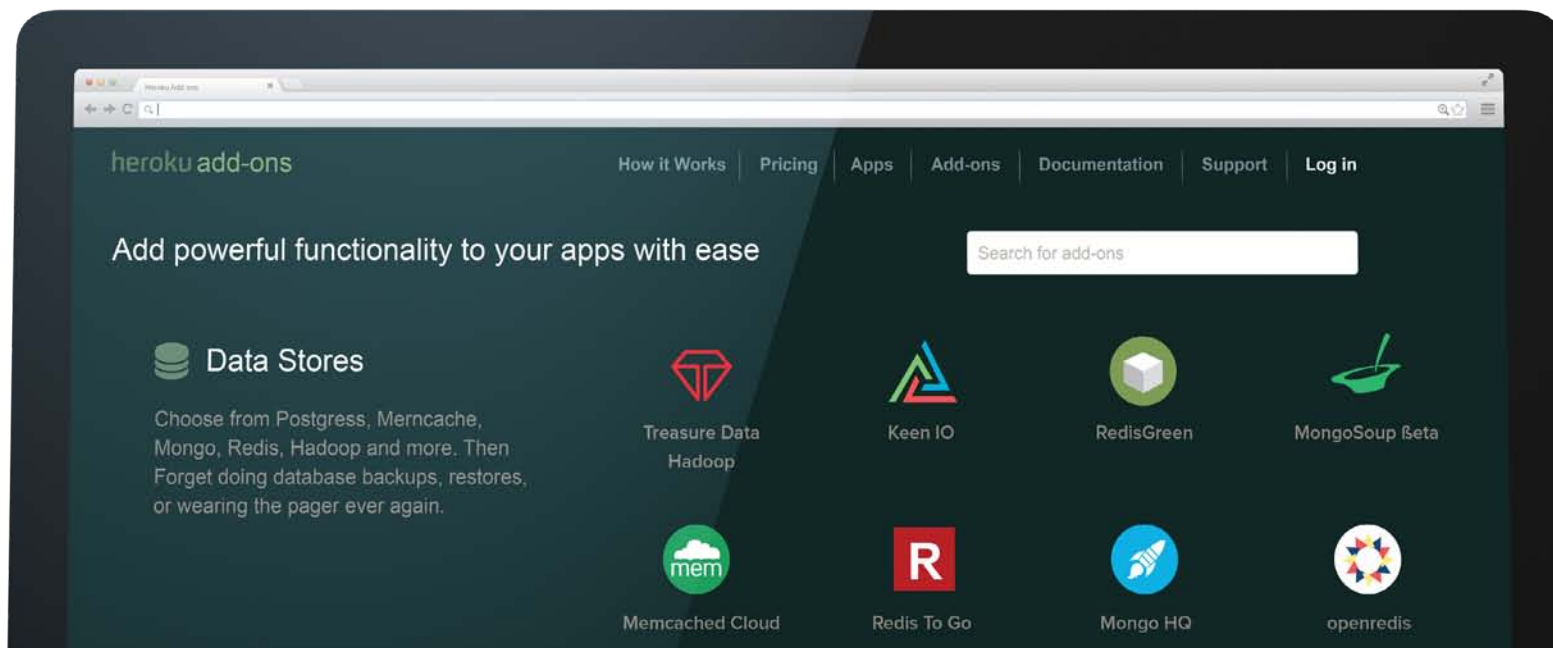 Heroku Add-ons
heroku add-ons
How it Works
Pricing
Apps
Add-ons
Documentation
Support
Log in
Add powerful functionality to your apps with ease
Search for add-ons
Data Stores
Choose from Postgress, Merncache,
Mongo, Redis, Hadoop and more. Then
Forget doing database backups, restores,
or wearing the pager ever again.
Treasure Data
Hadoop
Keen IO
RedisGreen
MongoSoup ßeta
mem
Memcached Cloud
R
Redis To Go
Mongo HQ
openredis